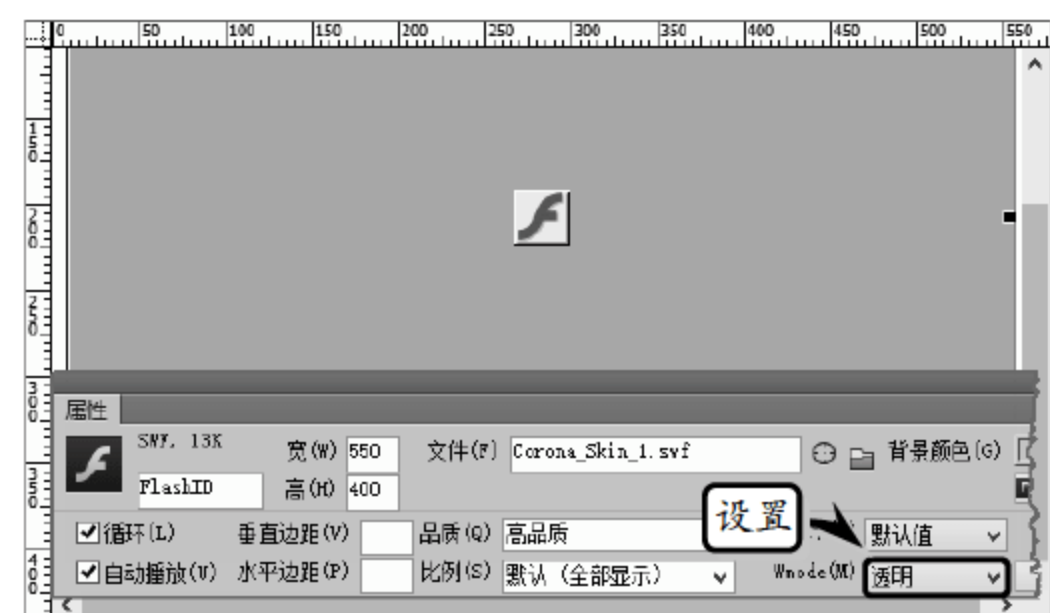 0 50 100 150 200 250 300 350 400 450 500 550
150
200
250
300
350
400
属性
SWF, 13K 宽(W) 550 文件(F) Corona_Skin_1.swf 背景颜色(G)
FlashID 高(H) 400
设置
循环(L) 垂直边距(V) 品质(Q) 高品质 默认值
自动播放(U) 水平边距(P) 比例(S) 默认（全部显示） Wmode(M) 透明